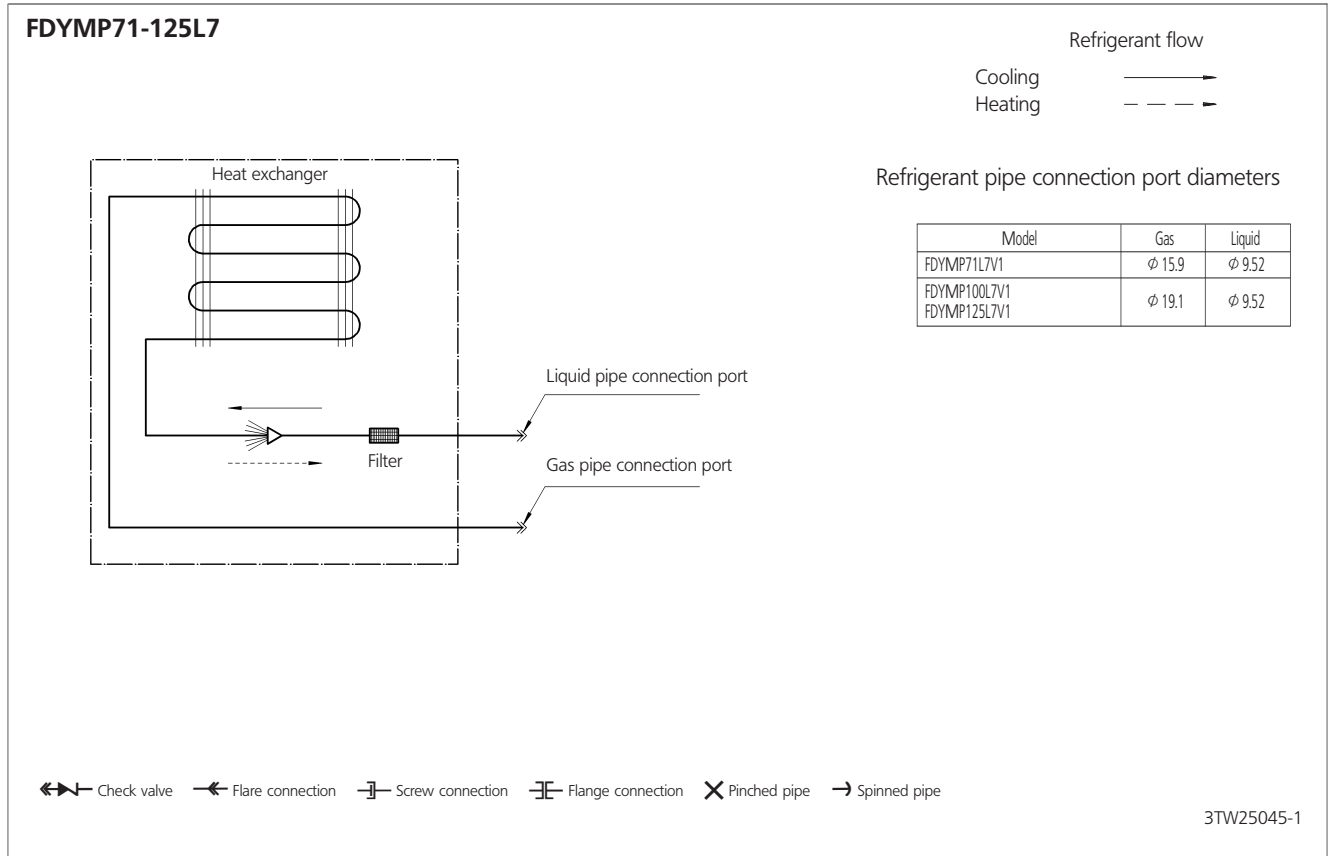 FDYMP71-125L7
Refrigerant flow
Cooling
Heating
Heat exchanger
Refrigerant pipe connection port diameters
Model Gas Liquid
FDYMP71L7V1 ϕ 15.9 ϕ 9.52
FDYMP100L7V1
FDYMP125L7V1 ϕ 19.1 ϕ 9.52
Liquid pipe connection port
Filter
Gas pipe connection port
Check valve Flare connection Screw connection Flange connection Pinched pipe Spinned pipe
3TW25045-1